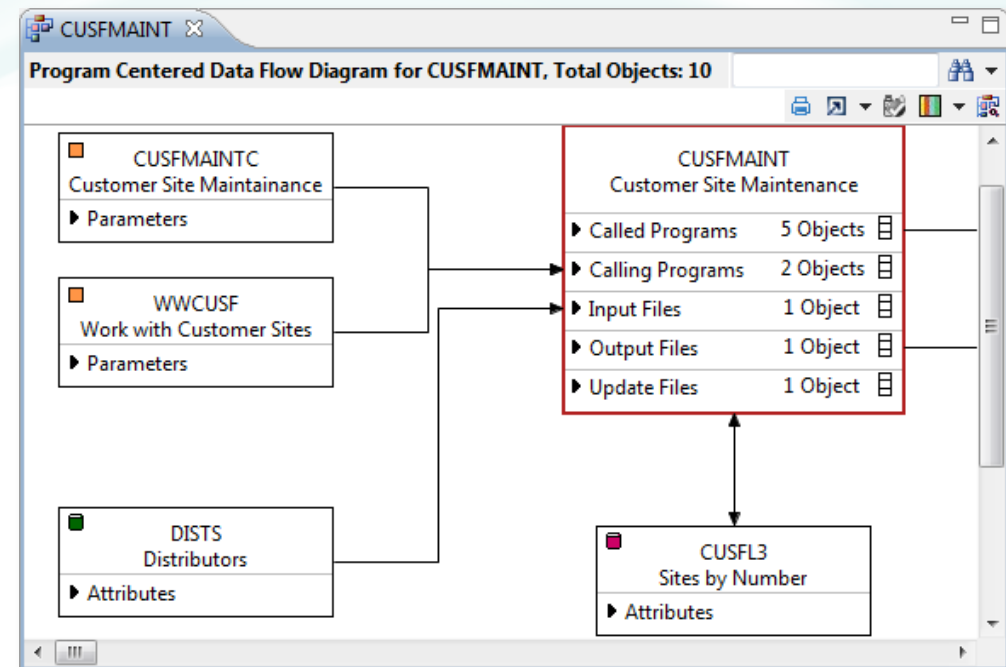 CUSFMAINT
Program Centered Data Flow Diagram for CUSFMAINT, Total Objects: 10
CUSFMAINTC
Customer Site Maintainance
Parameters
WWCUSF
Work with Customer Sites
Parameters
DISTS
Distributors
Attributes
CUSFMAINT
Customer Site Maintenance
Called Programs 5 Objects
Calling Programs 2 Objects
Input Files 1 Object
Output Files 1 Object
Update Files 1 Object
CUSFL3
Sites by Number
Attributes